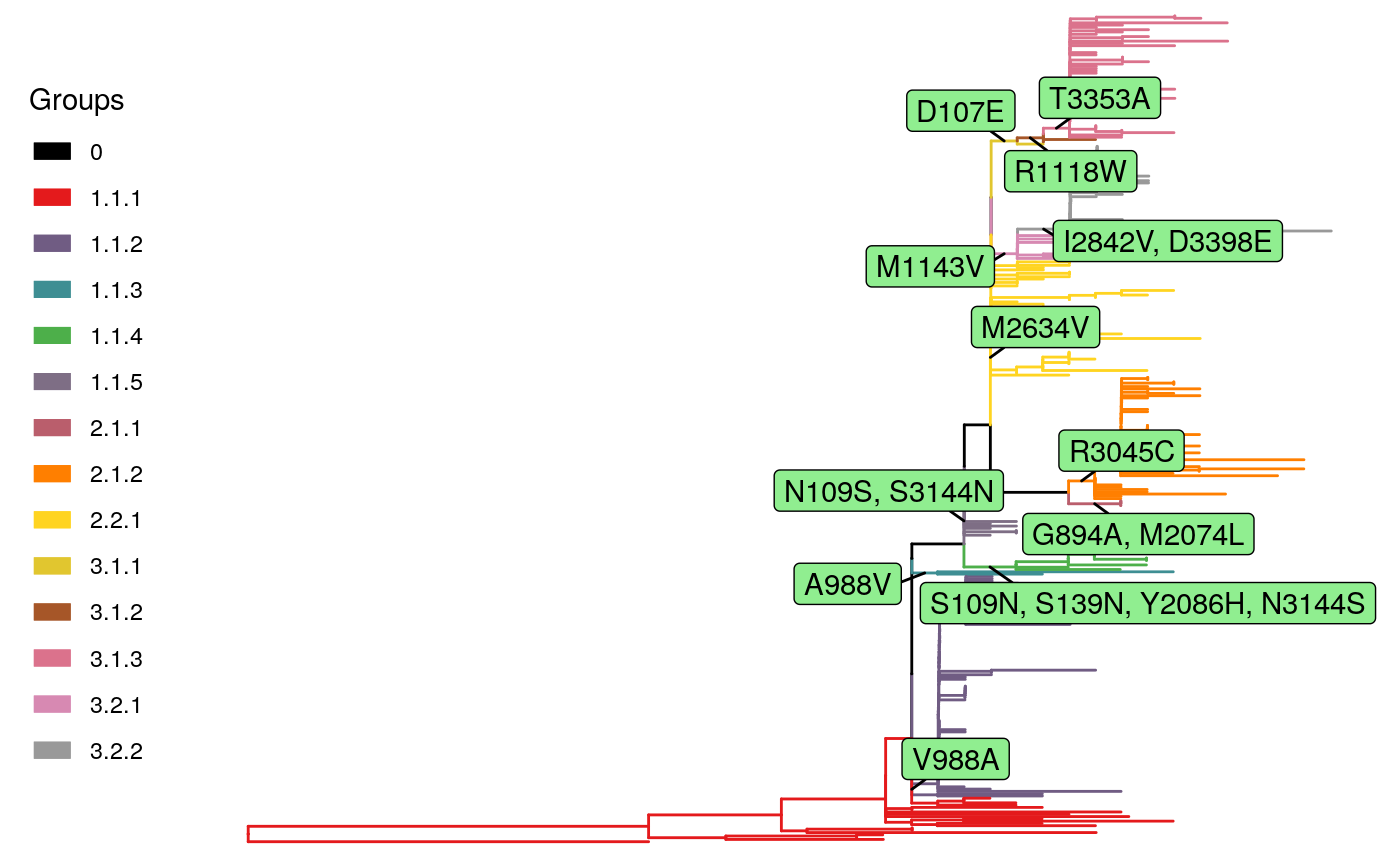 Groups
0
1.1.1
1.1.2
1.1.3
1.1.4
1.1.5
2.1.1
2.1.2
2.2.1
3.1.1
3.1.2
3.1.3
3.2.1
3.2.2
T3353A
D107E
R1118W
I2842V, D3398E
M1143V
M2634V
R3045C
N109S, S3144N
G894A, M2074L
A988V
S109N, S139N, Y2086H, N3144S
V988A